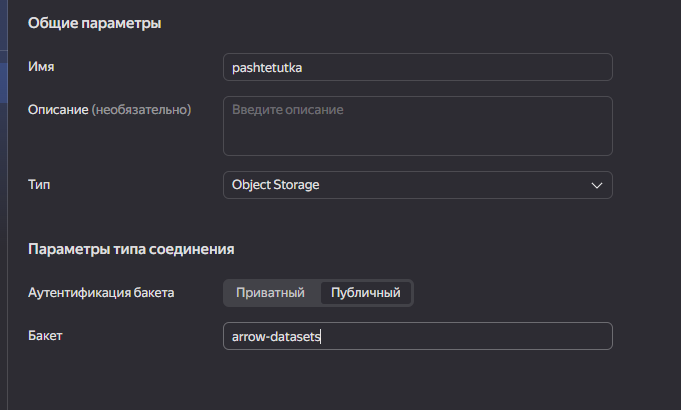 Общие параметры
Имя
pashtetutka
Описание (необязательно)
Введите описание
Тип
Object Storage
Параметры типа соединения
Аутентификация бакета
Приватный
Публичный
Бакет
arrow-datasets